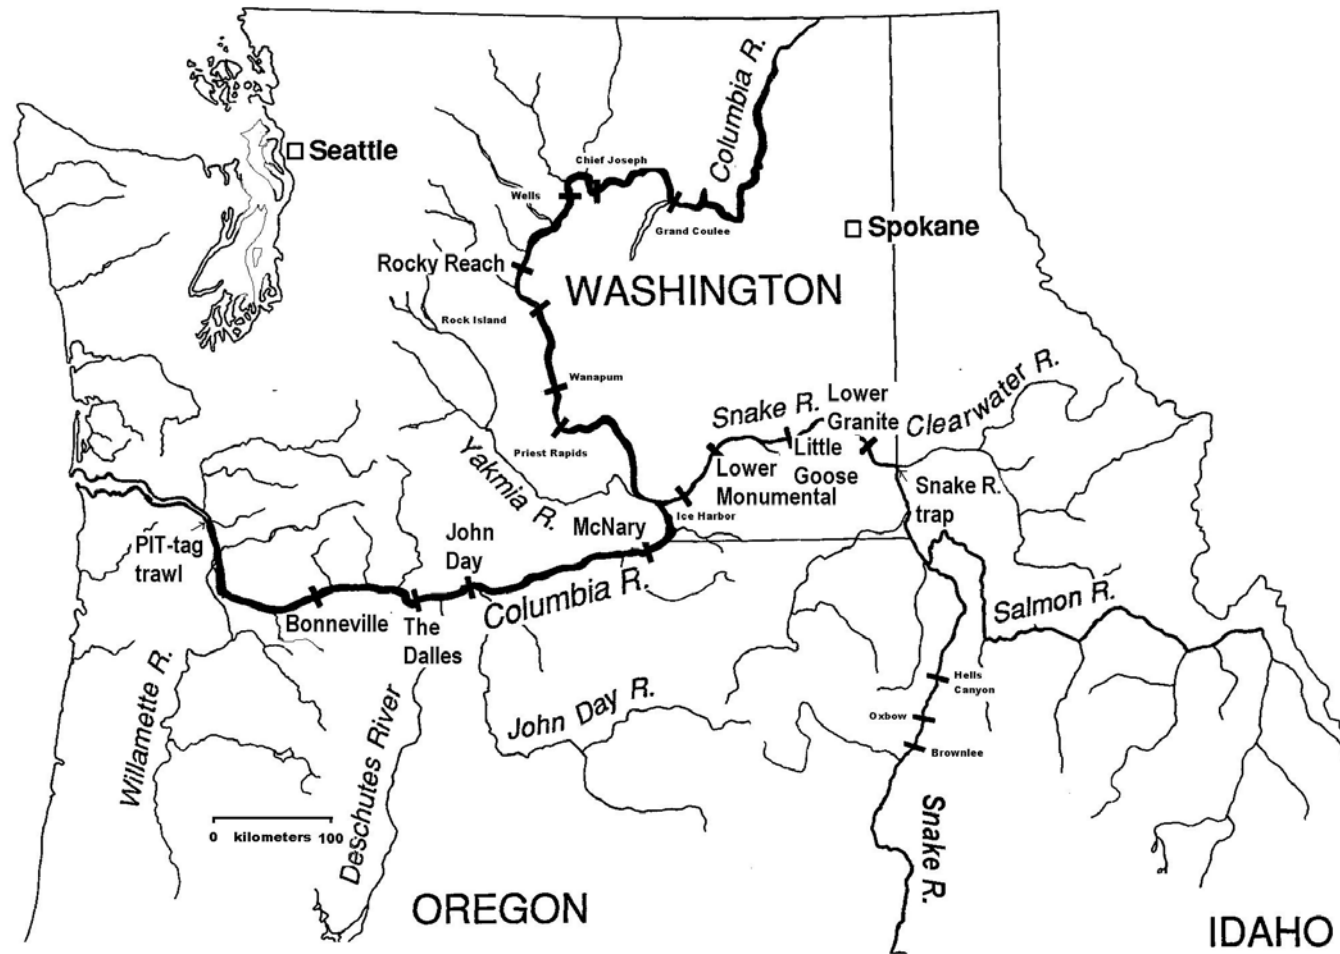 Columbia R.
Seattle
Chief Joseph
Wells
Grand Coulee
Spokane
Rocky Reach
WASHINGTON
Rock Island
Wanapum
Snake R.
Lower
Granite
Clearwater R.
Priest Rapids
Yakmia R.
Lower
Monumental
Little
Goose
Snake R.
trap
Ice Harbor
McNary
John
Day
PIT-tag
trawl
Columbia R.
Bonneville
The
Dalles
Salmon R.
Willamette R.
Deschutes River
John Day R.
Hells
Canyon
Oxbow
Brownlee
Snake R.
0 kilometers 100
OREGON
IDAHO